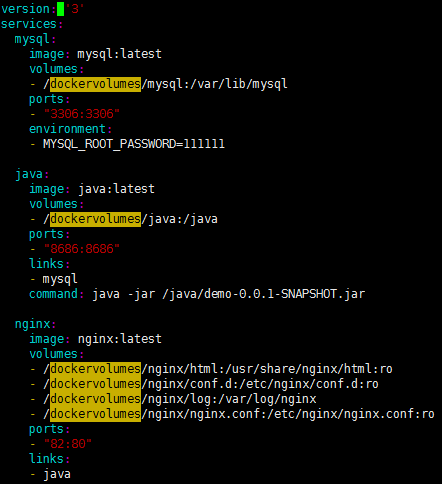 version: '3'
services:
  mysql:
    image: mysql:latest
    volumes:
    - /dockervolumes/mysql:/var/lib/mysql
    ports:
    - "3306:3306"
    environment:
    - MYSQL_ROOT_PASSWORD=111111

  java:
    image: java:latest
    volumes:
    - /dockervolumes/java:/java
    ports:
    - "8686:8686"
    links:
    - mysql
    command: java -jar /java/demo-0.0.1-SNAPSHOT.jar

  nginx:
    image: nginx:latest
    volumes:
    - /dockervolumes/nginx/html:/usr/share/nginx/html:ro
    - /dockervolumes/nginx/conf.d:/etc/nginx/conf.d:ro
    - /dockervolumes/nginx/log:/var/log/nginx
    - /dockervolumes/nginx/nginx.conf:/etc/nginx/nginx.conf:ro
    ports:
    - "82:80"
    links:
    - java